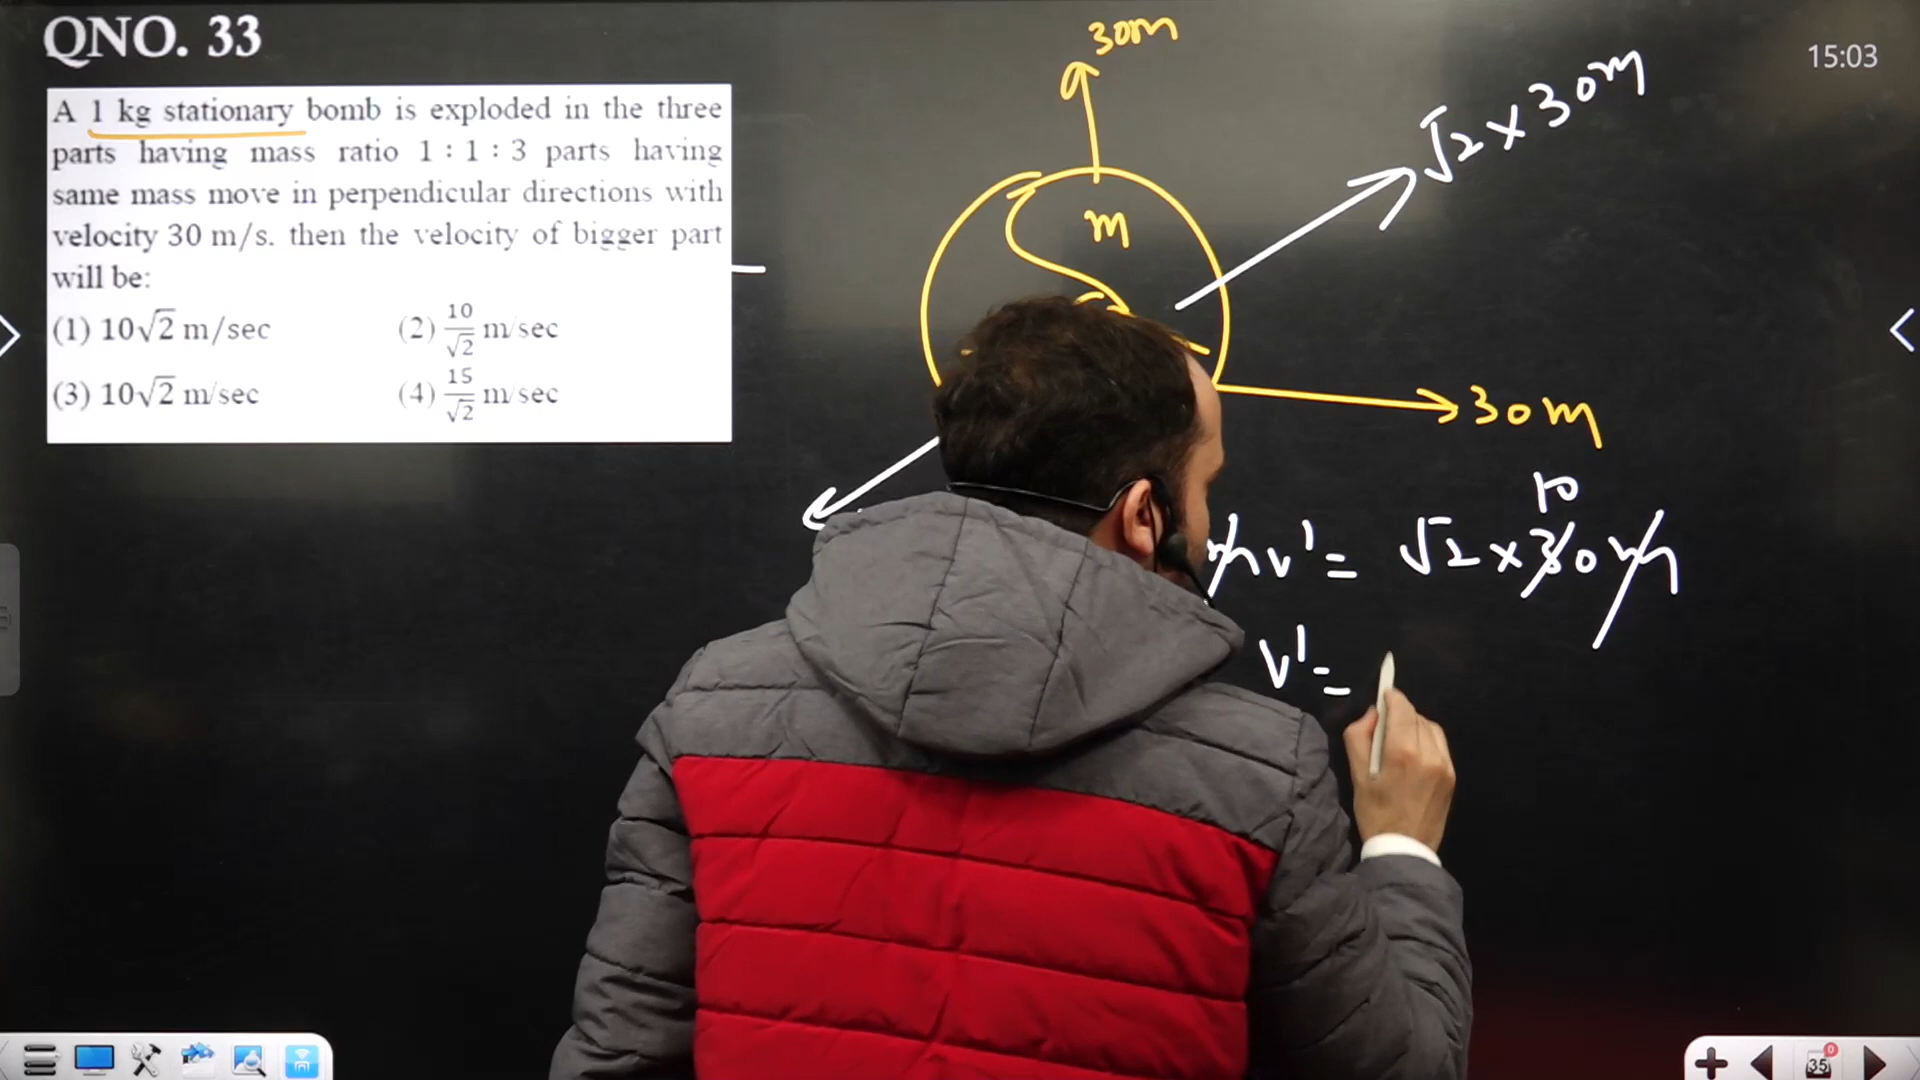 QNO. 33
15:03
A 1 kg stationary bomb is exploded in the three
parts having mass ratio 1 : 1 : 3 parts having
same mass move in perpendicular directions with
velocity 30 m/s. then the velocity of bigger part
will be:
(1) 10√2 m/sec (2) 10/√2 m/sec
(3) 10√2 m/sec (4) 15/√2 m/sec
30m
√2 × 30m
m
30m
10
mv' = √2 × 30m
v' =
35
0